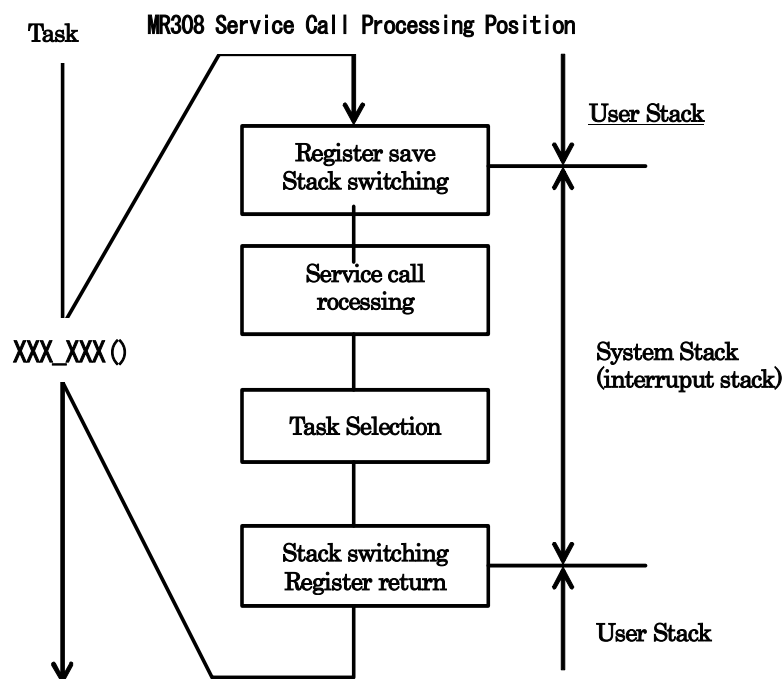 MR308 Service Call Processing Position
Task
User Stack
Register save
Stack switching
Service call
rocessing
XXX_XXX()
System Stack
(interruput stack)
Task Selection
Stack switching
Register return
User Stack